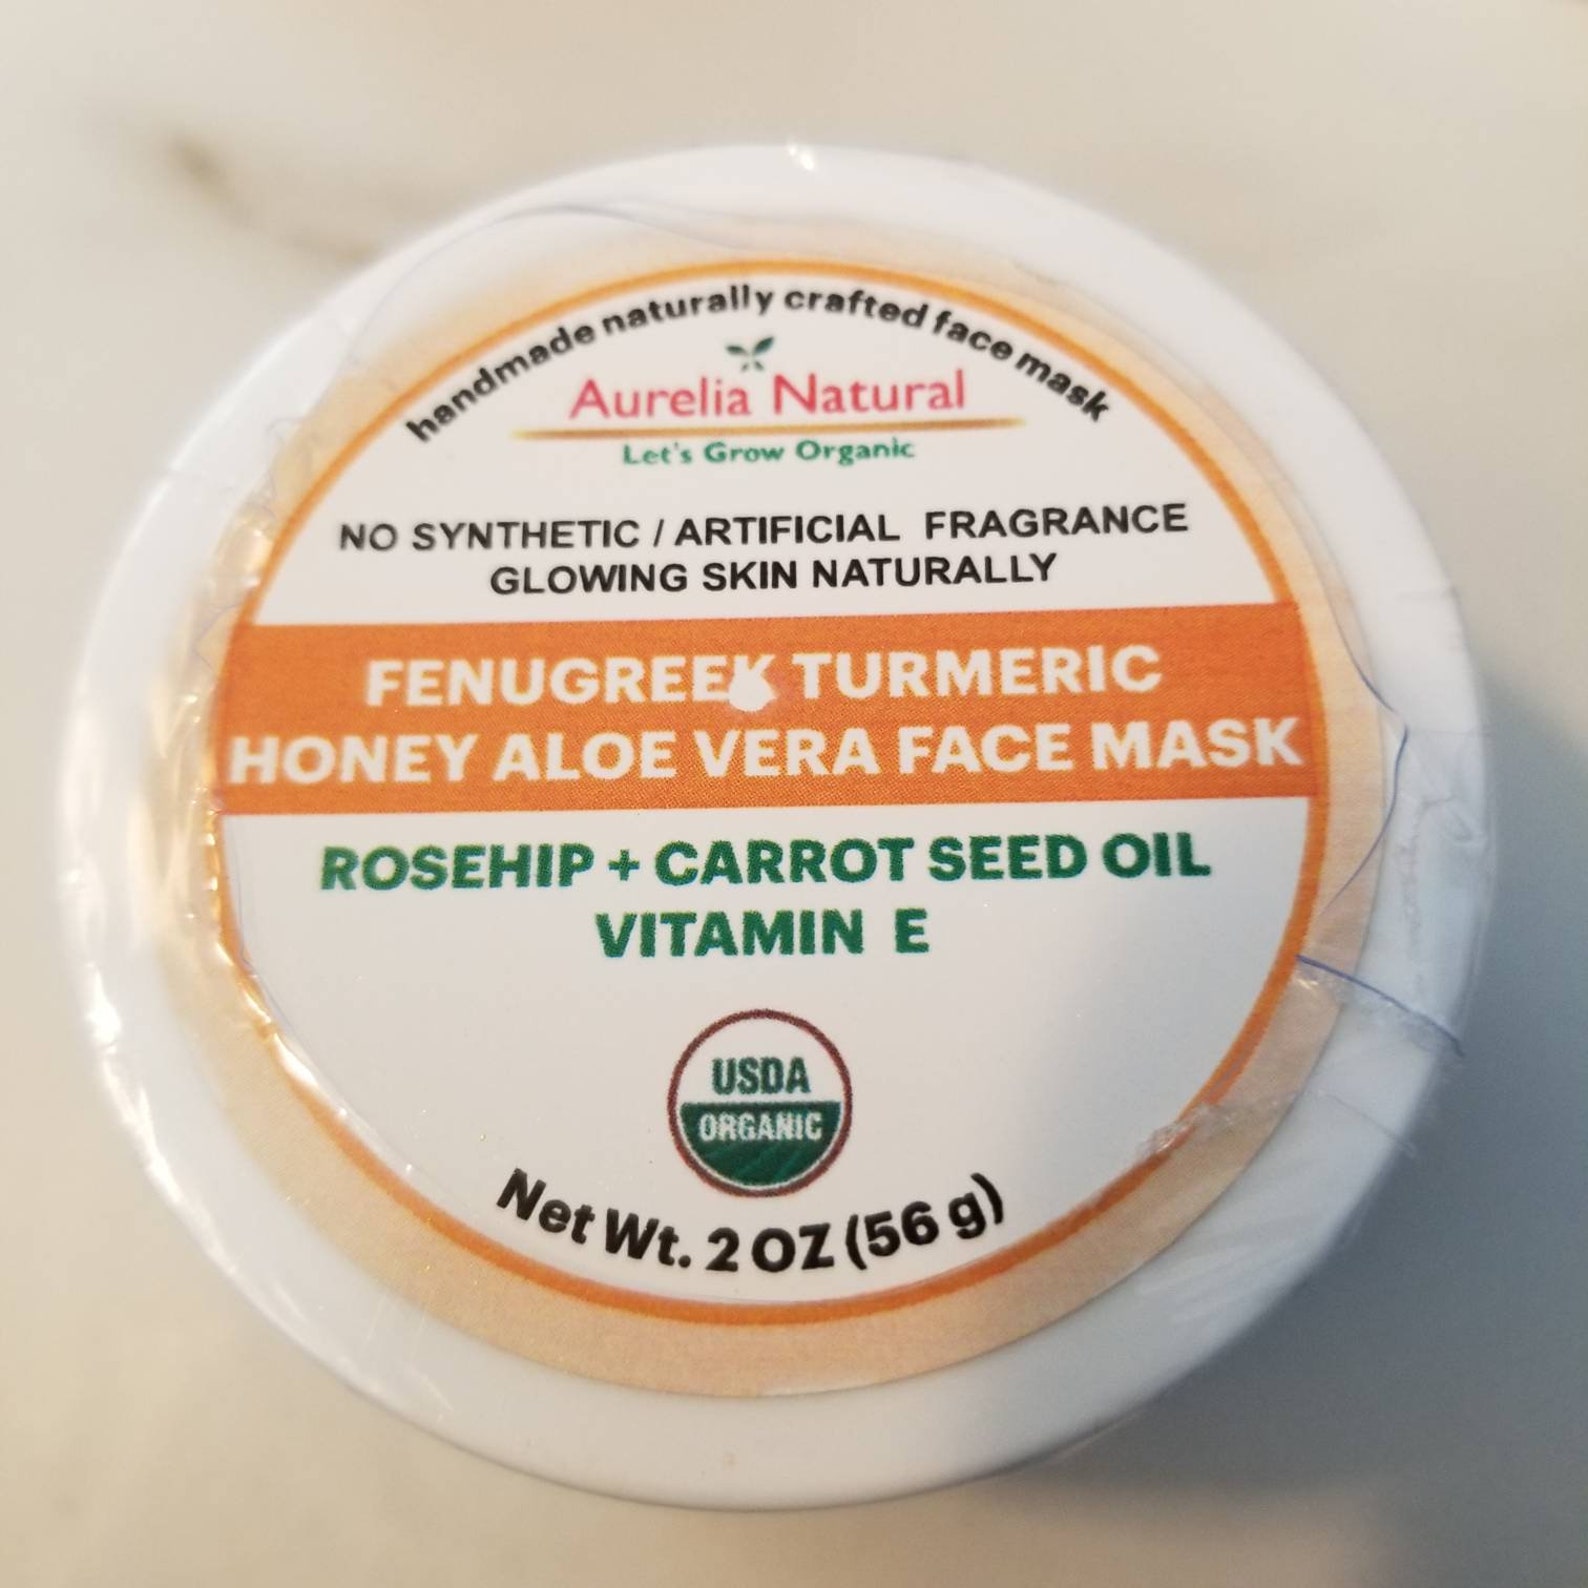 handmade naturally crafted face mask
Aurelia Natural
Let's Grow Organic
NO SYNTHETIC / ARTIFICIAL FRAGRANCE
GLOWING SKIN NATURALLY
FENUGREEK TURMERIC
HONEY ALOE VERA FACE MASK
ROSEHIP + CARROT SEED OIL
VITAMIN E
USDA
ORGANIC
Net Wt. 2 OZ (56 g)